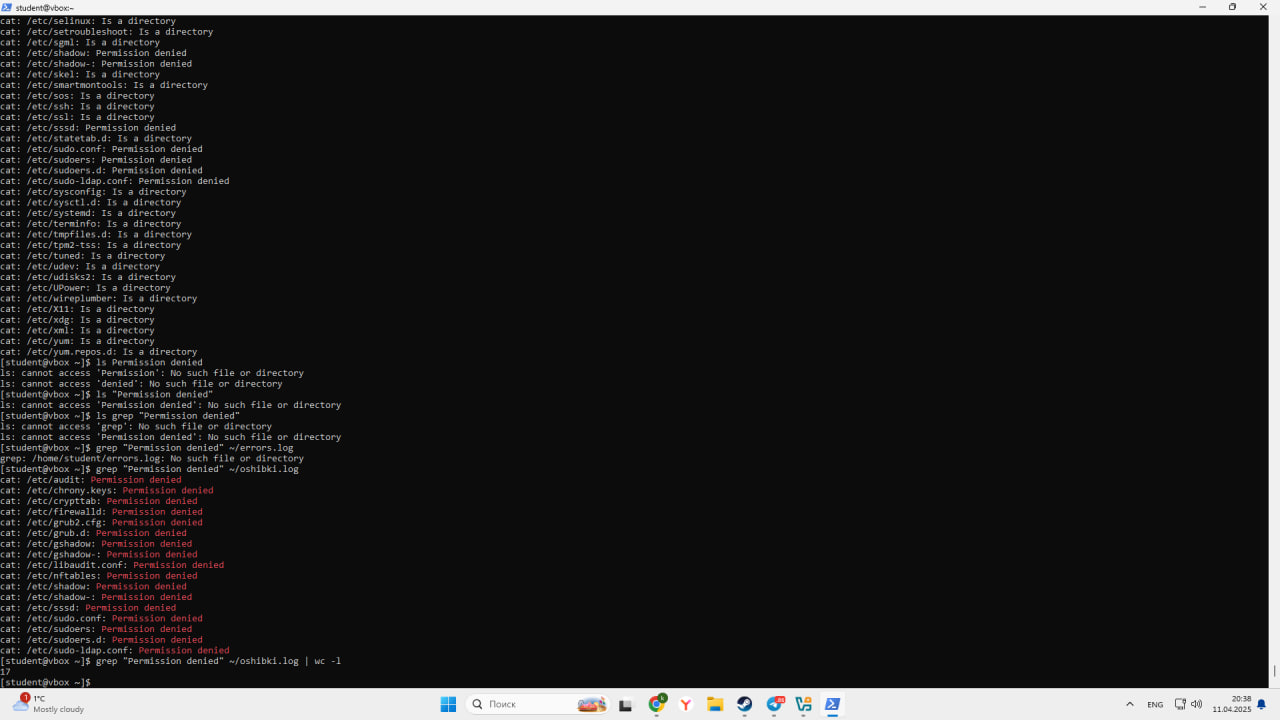 student@vbox:~
cat: /etc/selinux: Is a directory
cat: /etc/setroubleshoot: Is a directory
cat: /etc/sgml: Is a directory
cat: /etc/shadow: Permission denied
cat: /etc/shadow-: Permission denied
cat: /etc/skel: Is a directory
cat: /etc/smartmontools: Is a directory
cat: /etc/sos: Is a directory
cat: /etc/ssh: Is a directory
cat: /etc/ssl: Is a directory
cat: /etc/sssd: Permission denied
cat: /etc/statetab.d: Is a directory
cat: /etc/sudo.conf: Permission denied
cat: /etc/sudoers: Permission denied
cat: /etc/sudoers.d: Permission denied
cat: /etc/sudo-ldap.conf: Permission denied
cat: /etc/sysconfig: Is a directory
cat: /etc/sysctl.d: Is a directory
cat: /etc/systemd: Is a directory
cat: /etc/terminfo: Is a directory
cat: /etc/tmpfiles.d: Is a directory
cat: /etc/tpm2-tss: Is a directory
cat: /etc/tuned: Is a directory
cat: /etc/udev: Is a directory
cat: /etc/udisks2: Is a directory
cat: /etc/UPower: Is a directory
cat: /etc/wireplumber: Is a directory
cat: /etc/X11: Is a directory
cat: /etc/xdg: Is a directory
cat: /etc/xml: Is a directory
cat: /etc/yum: Is a directory
cat: /etc/yum.repos.d: Is a directory
[student@vbox ~]$ ls Permission denied
ls: cannot access 'Permission': No such file or directory
ls: cannot access 'denied': No such file or directory
[student@vbox ~]$ ls "Permission denied"
ls: cannot access 'Permission denied': No such file or directory
[student@vbox ~]$ ls grep "Permission denied"
ls: cannot access 'grep': No such file or directory
ls: cannot access 'Permission denied': No such file or directory
[student@vbox ~]$ grep "Permission denied" ~/errors.log
grep: /home/student/errors.log: No such file or directory
[student@vbox ~]$ grep "Permission denied" ~/oshibki.log
cat: /etc/audit: Permission denied
cat: /etc/chrony.keys: Permission denied
cat: /etc/crypttab: Permission denied
cat: /etc/firewalld: Permission denied
cat: /etc/grub2.cfg: Permission denied
cat: /etc/grub.d: Permission denied
cat: /etc/gshadow: Permission denied
cat: /etc/gshadow-: Permission denied
cat: /etc/libaudit.conf: Permission denied
cat: /etc/nftables: Permission denied
cat: /etc/shadow: Permission denied
cat: /etc/shadow-: Permission denied
cat: /etc/sssd: Permission denied
cat: /etc/sudo.conf: Permission denied
cat: /etc/sudoers: Permission denied
cat: /etc/sudoers.d: Permission denied
cat: /etc/sudo-ldap.conf: Permission denied
[student@vbox ~]$ grep "Permission denied" ~/oshibki.log | wc -l
17
[student@vbox ~]$
1
1°C
Mostly cloudy
Поиск
ENG
20:38
11.04.2025